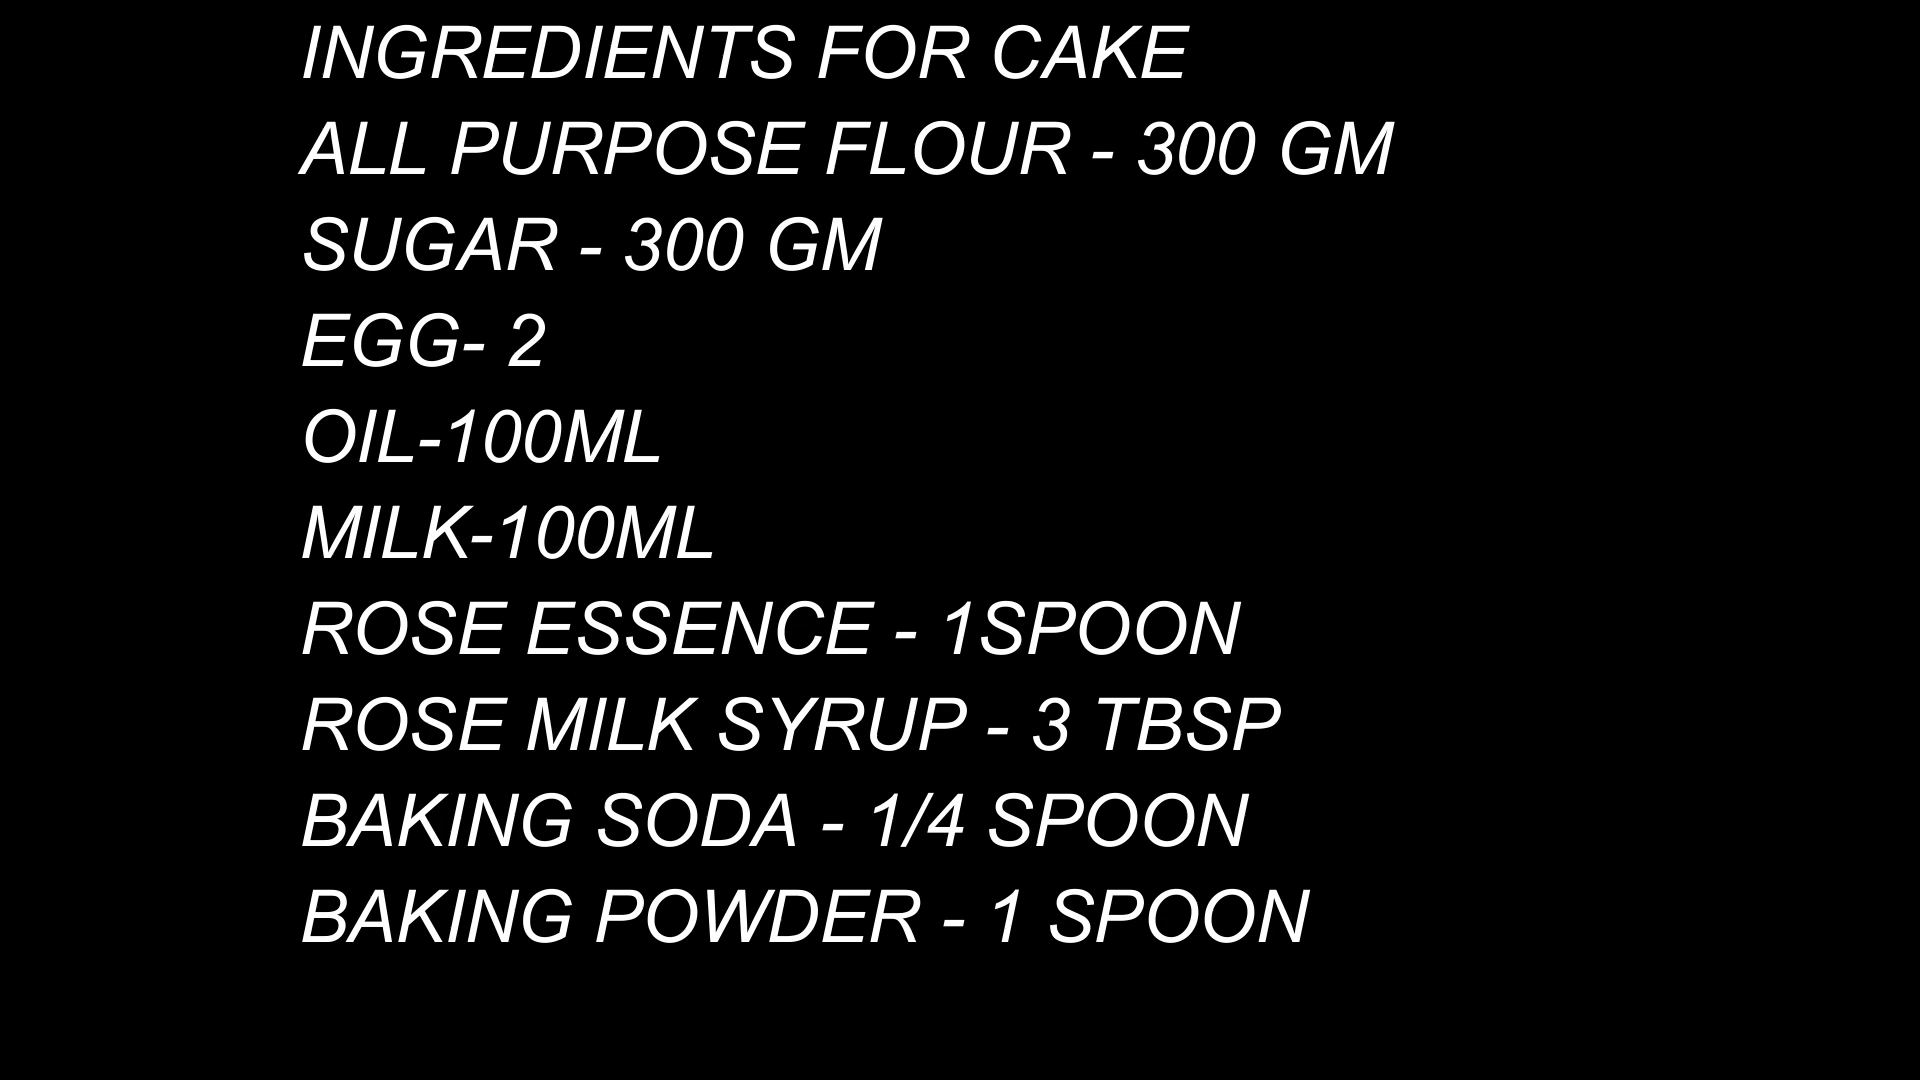 INGREDIENTS FOR CAKE
ALL PURPOSE FLOUR - 300 GM
SUGAR - 300 GM
EGG- 2
OIL-100ML
MILK-100ML
ROSE ESSENCE - 1SPOON
ROSE MILK SYRUP - 3 TBSP
BAKING SODA - 1/4 SPOON
BAKING POWDER - 1 SPOON